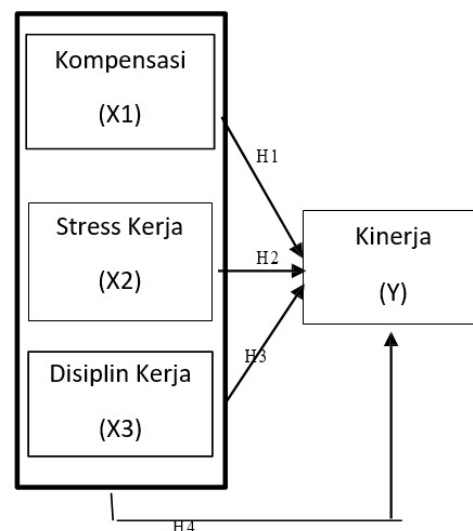 Kompensasi
(X1)
H1
Stress Kerja
(X2)
H2
Kinerja
(Y)
Disiplin Kerja
(X3)
H3
H4